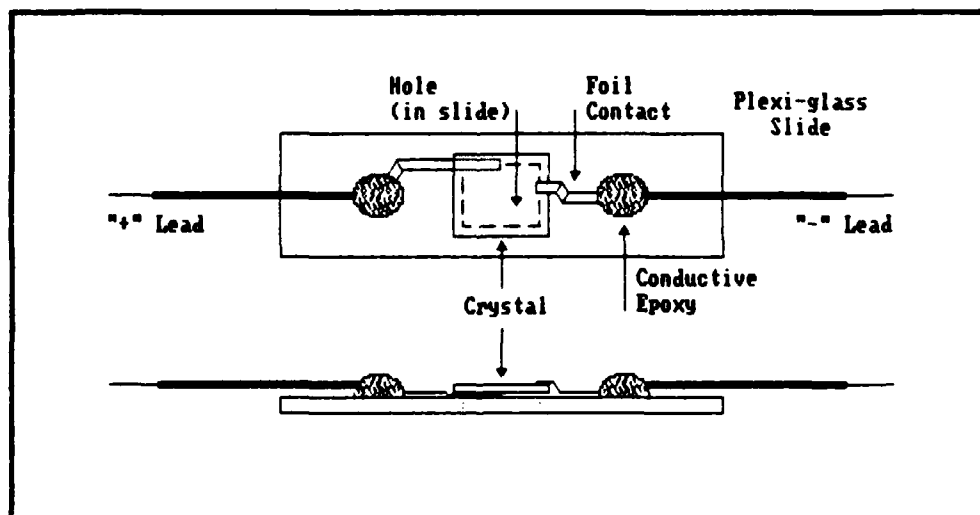 Hole
(in slide)
Foil
Contact
Plexi-glass
Slide
"+" Lead
"-" Lead
Crystal
Conductive
Epoxy